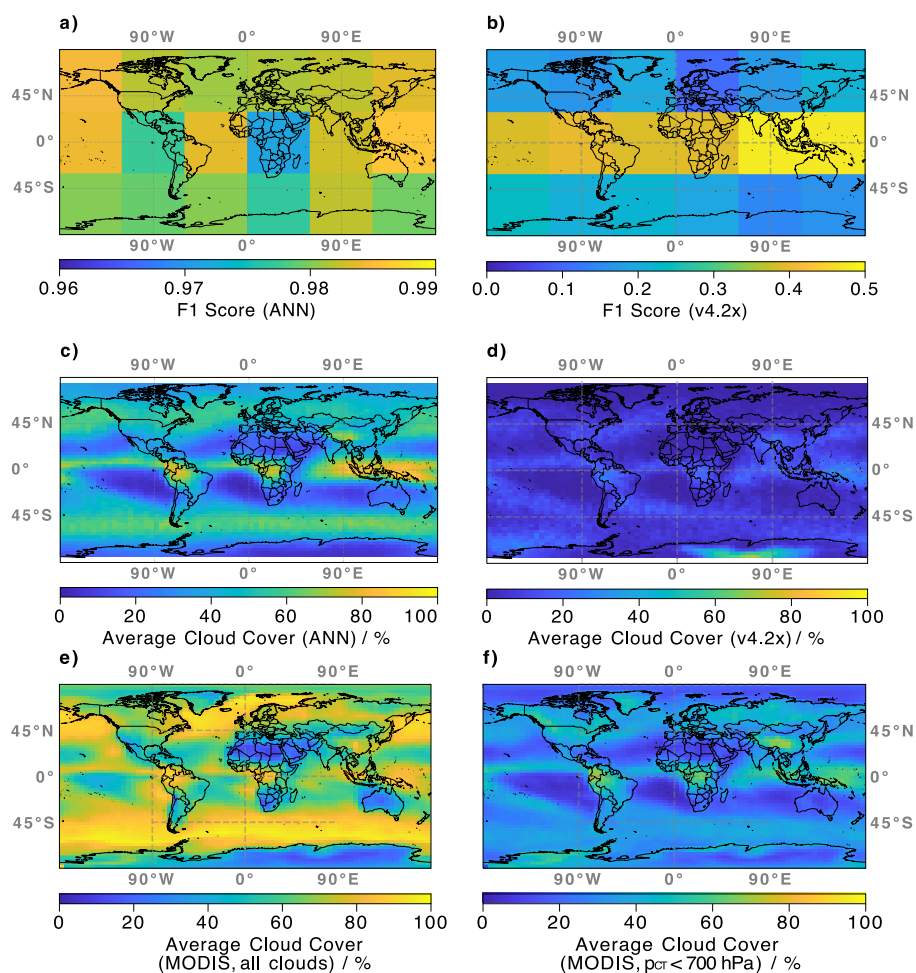 a)
b)
90°W 0° 90°E
90°W 0° 90°E
45°N
0°
45°S
45°N
0°
45°S
90°W 0° 90°E
90°W 0° 90°E
0.96 0.97 0.98 0.99
F1 Score (ANN)
0.0 0.1 0.2 0.3 0.4 0.5
F1 Score (v4.2x)
c)
d)
90°W 0° 90°E
90°W 0° 90°E
45°N
0°
45°S
45°N
0°
45°S
90°W 0° 90°E
90°W 0° 90°E
0 20 40 60 80 100
Average Cloud Cover (ANN) / %
0 20 40 60 80 100
Average Cloud Cover (v4.2x) / %
e)
f)
90°W 0° 90°E
90°W 0° 90°E
45°N
0°
45°S
45°N
0°
45°S
90°W 0° 90°E
90°W 0° 90°E
0 20 40 60 80 100
Average Cloud Cover
(MODIS, all clouds) / %
0 20 40 60 80 100
Average Cloud Cover
(MODIS, pCT < 700 hPa) / %